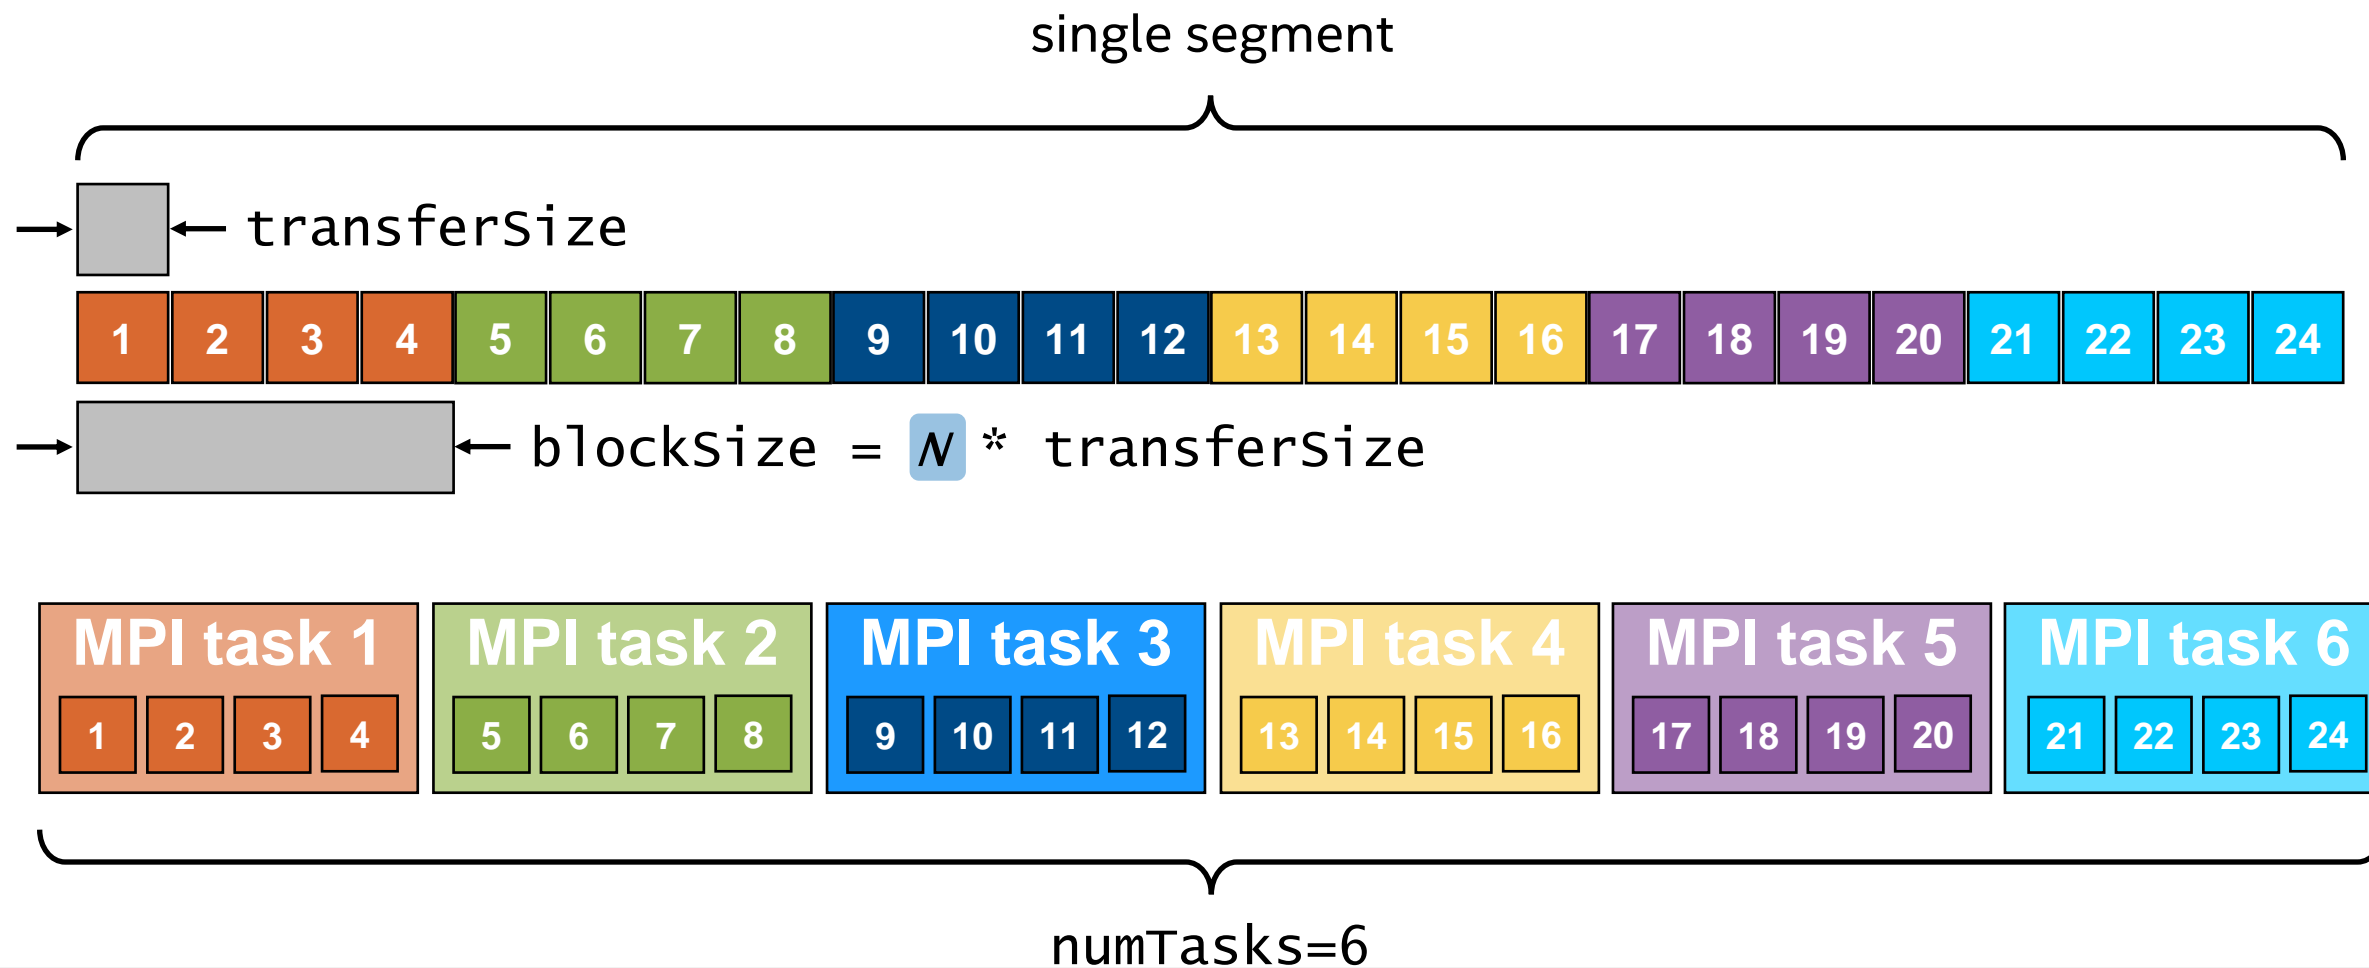 single segment
transferSize
1 2 3 4 5 6 7 8 9 10 11 12 13 14 15 16 17 18 19 20 21 22 23 24
blockSize = N * transferSize
MPI task 1 MPI task 2 MPI task 3 MPI task 4 MPI task 5 MPI task 6
1 2 3 4 5 6 7 8 9 10 11 12 13 14 15 16 17 18 19 20 21 22 23 24
numTasks=6